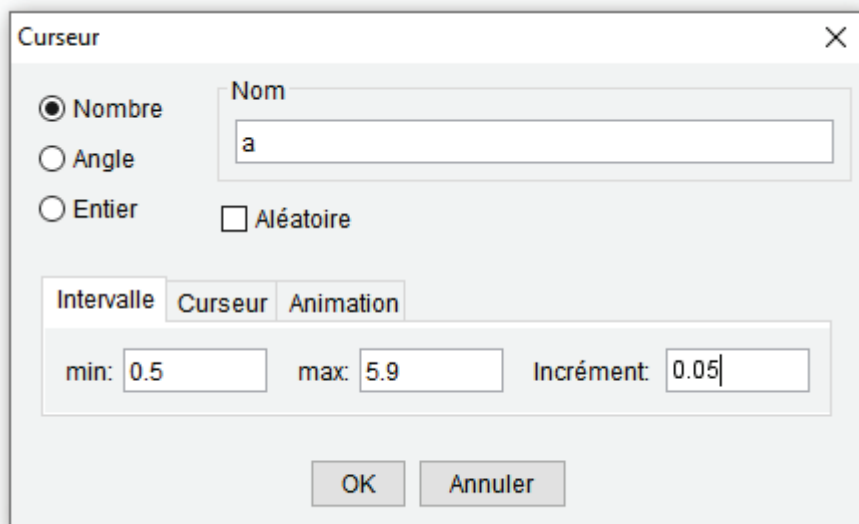 Curseur
Nombre
Angle
Entier
Nom
a
Aléatoire
Intervalle Curseur Animation
min: 0.5 max: 5.9 Incrément: 0.05
OK Annuler